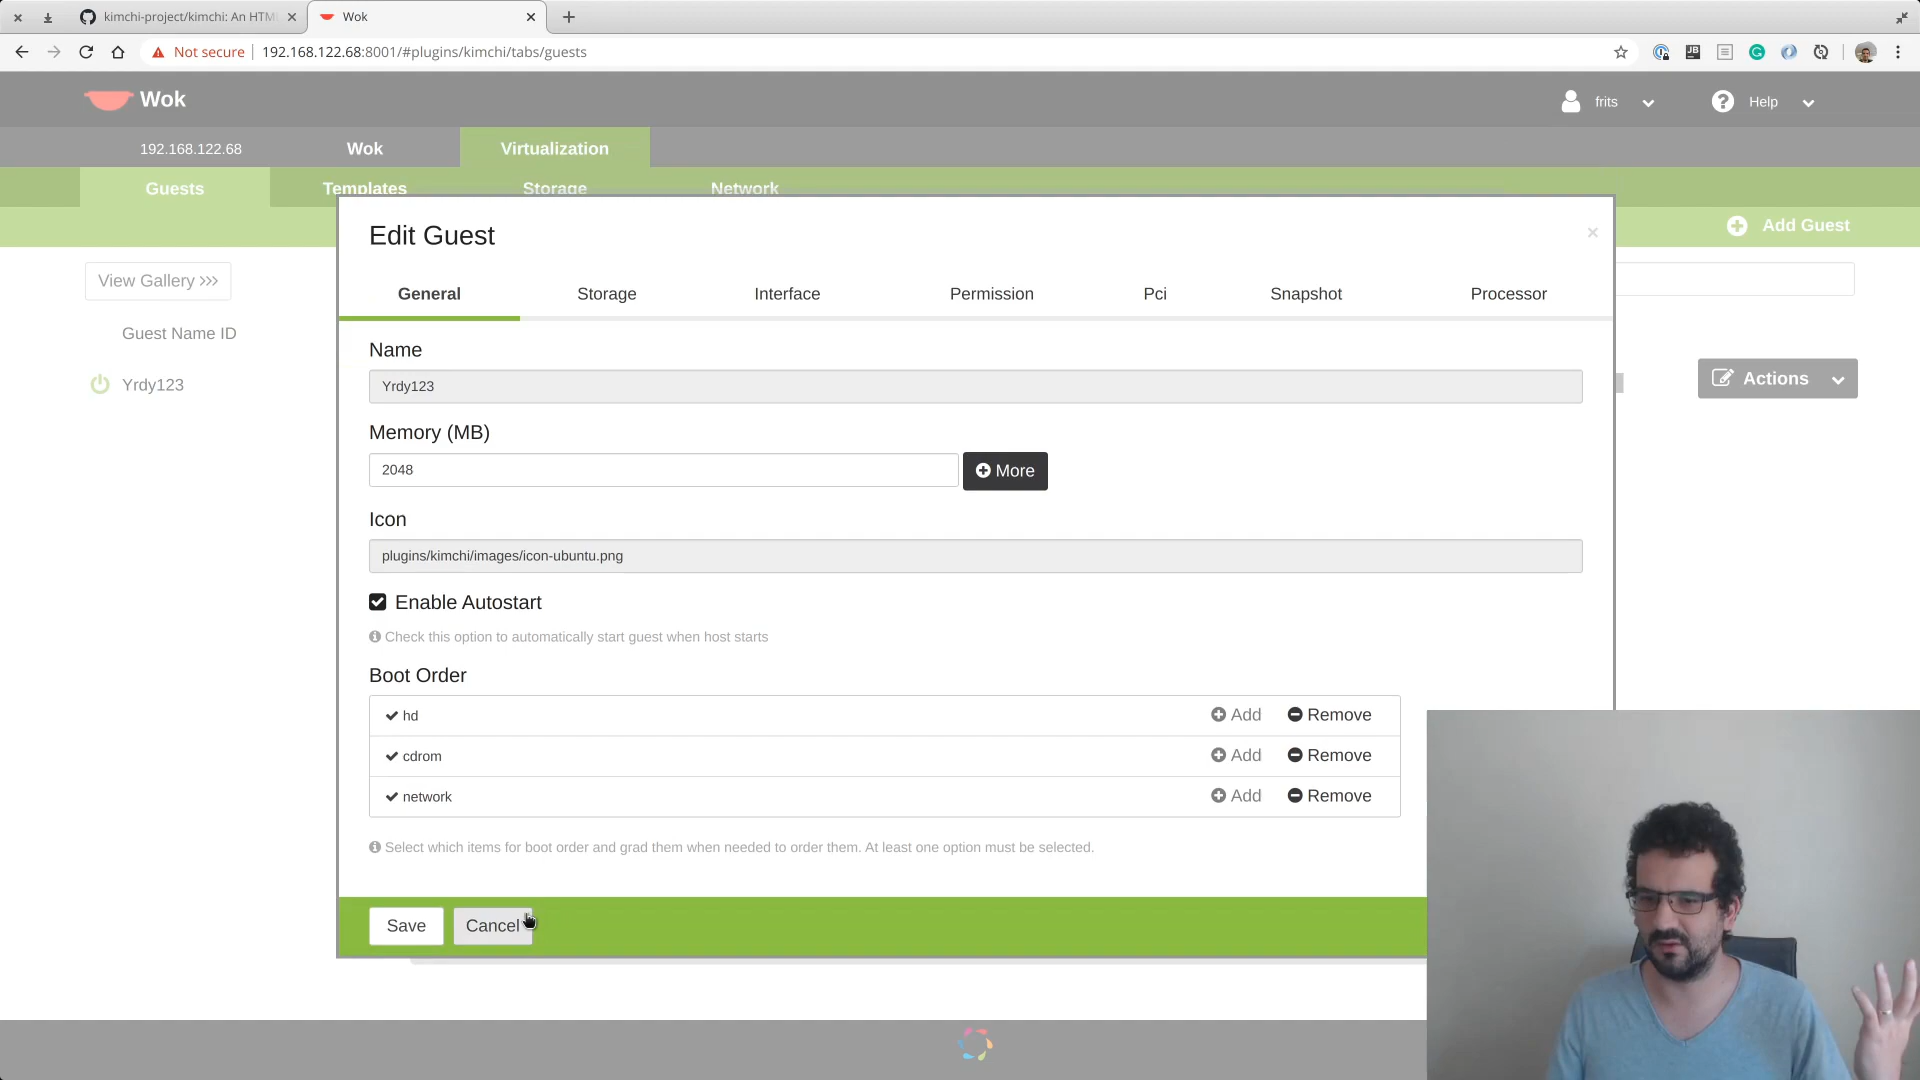 kimchi-project/kimchi: An HTM
Wok
Not secure
192.168.122.68:8001/#plugins/kimchi/tabs/guests
Wok
frits
Help
192.168.122.68
Wok
Virtualization
Guests
Templates
Storage
Network
Add Guest
Edit Guest
×
View Gallery >>>
General
Storage
Interface
Permission
Pci
Snapshot
Processor
Guest Name ID
Name
Yrdy123
Yrdy123
Actions
Memory (MB)
2048
More
Icon
plugins/kimchi/images/icon-ubuntu.png
Enable Autostart
Check this option to automatically start guest when host starts
Boot Order
hd
Add
Remove
cdrom
Add
Remove
network
Add
Remove
Select which items for boot order and grad them when needed to order them. At least one option must be selected.
Save
Cancel